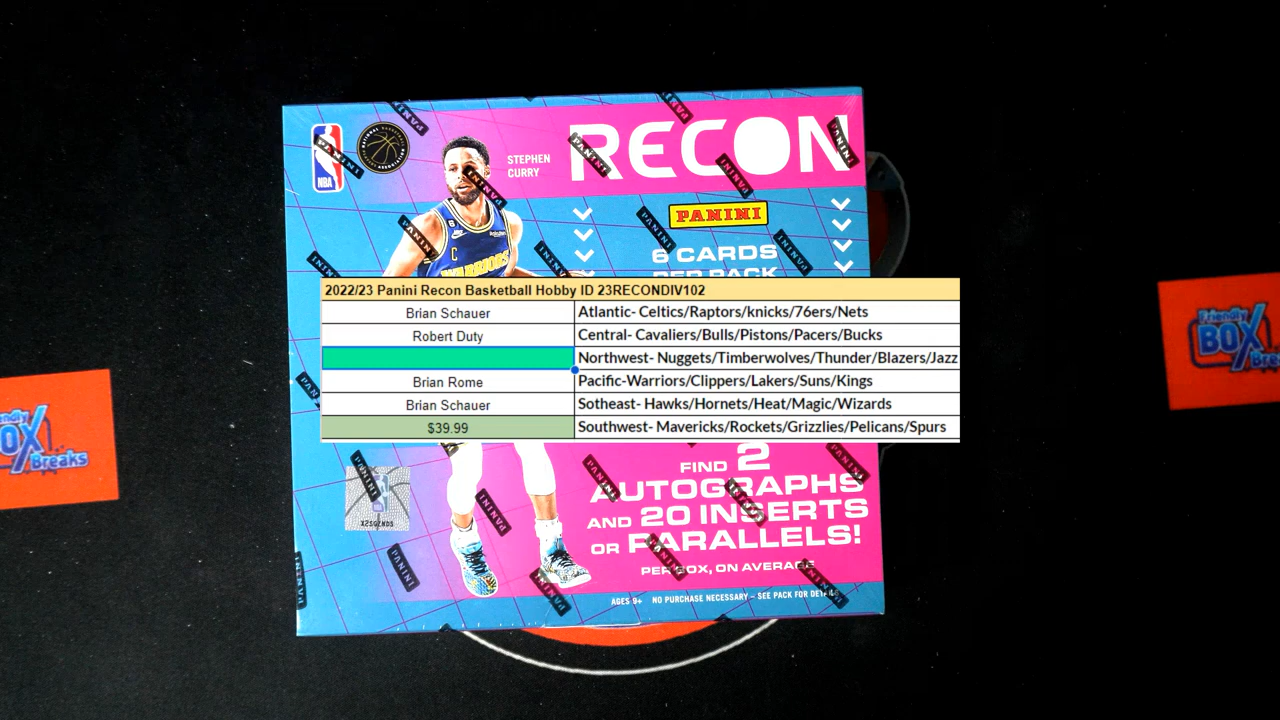 RECON
STEPHEN
CURRY
NBA
PANINI
6 CARDS
PER PACK
2022/23 Panini Recon Basketball Hobby ID 23RECONDIV102
Brian Schauer Atlantic- Celtics/Raptors/knicks/76ers/Nets
Robert Duty Central- Cavaliers/Bulls/Pistons/Pacers/Bucks
Northwest- Nuggets/Timberwolves/Thunder/Blazers/Jazz
Brian Rome Pacific-Warriors/Clippers/Lakers/Suns/Kings
Brian Schauer Sotheast- Hawks/Hornets/Heat/Magic/Wizards
$39.99 Southwest- Mavericks/Rockets/Grizzlies/Pelicans/Spurs
FIND 2
AUTOGRAPHS
AND 20 INSERTS
OR PARALLELS!
PER BOX, ON AVERAGE
AGES 9+ NO PURCHASE NECESSARY – SEE PACK FOR DETAILS
WARRIORS
Friendly
BOX
Breaks